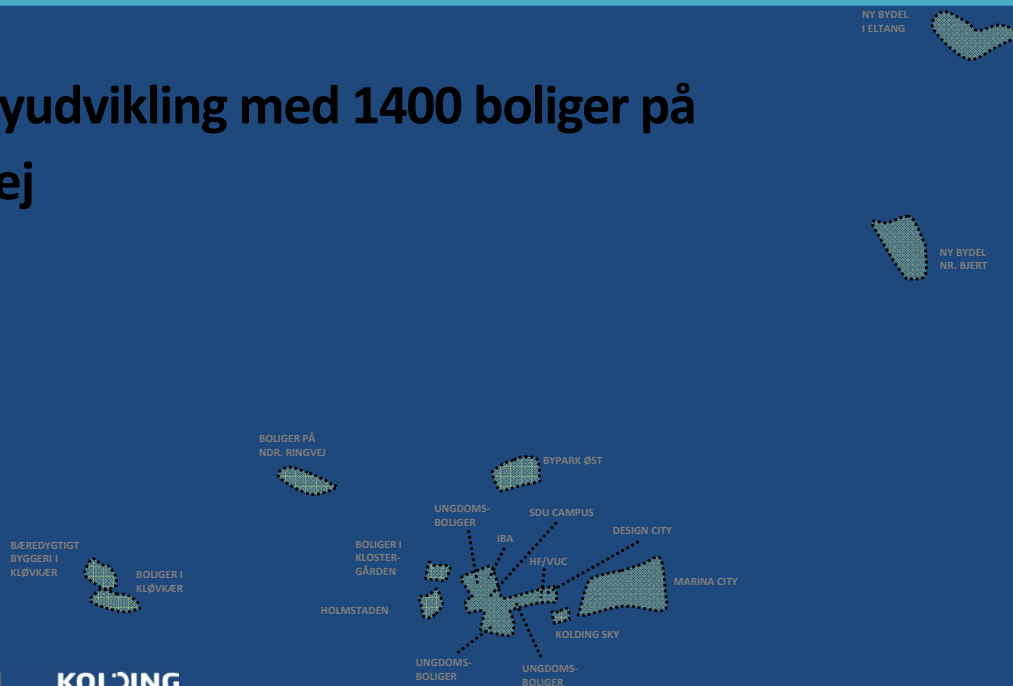 NY BYDEL
I ELTANG
yudvikling med 1400 boliger på
ej
NY BYDEL
NR. BJERT
BOLIGER PÅ
NDR. RINGVEJ
BYPARK ØST
UNGDOMS-
BOLIGER
SDU CAMPUS
DESIGN CITY
IBA
BOLIGER I
KLOSTER-
GÅRDEN
HF/VUC
BÆREDYGTIGT
BYGGERI I
KLØVKÆR
BOLIGER I
KLØVKÆR
MARINA CITY
HOLMSTADEN
KOLDING SKY
UNGDOMS-
BOLIGER
UNGDOMS-
BOLIGER
KOLDING